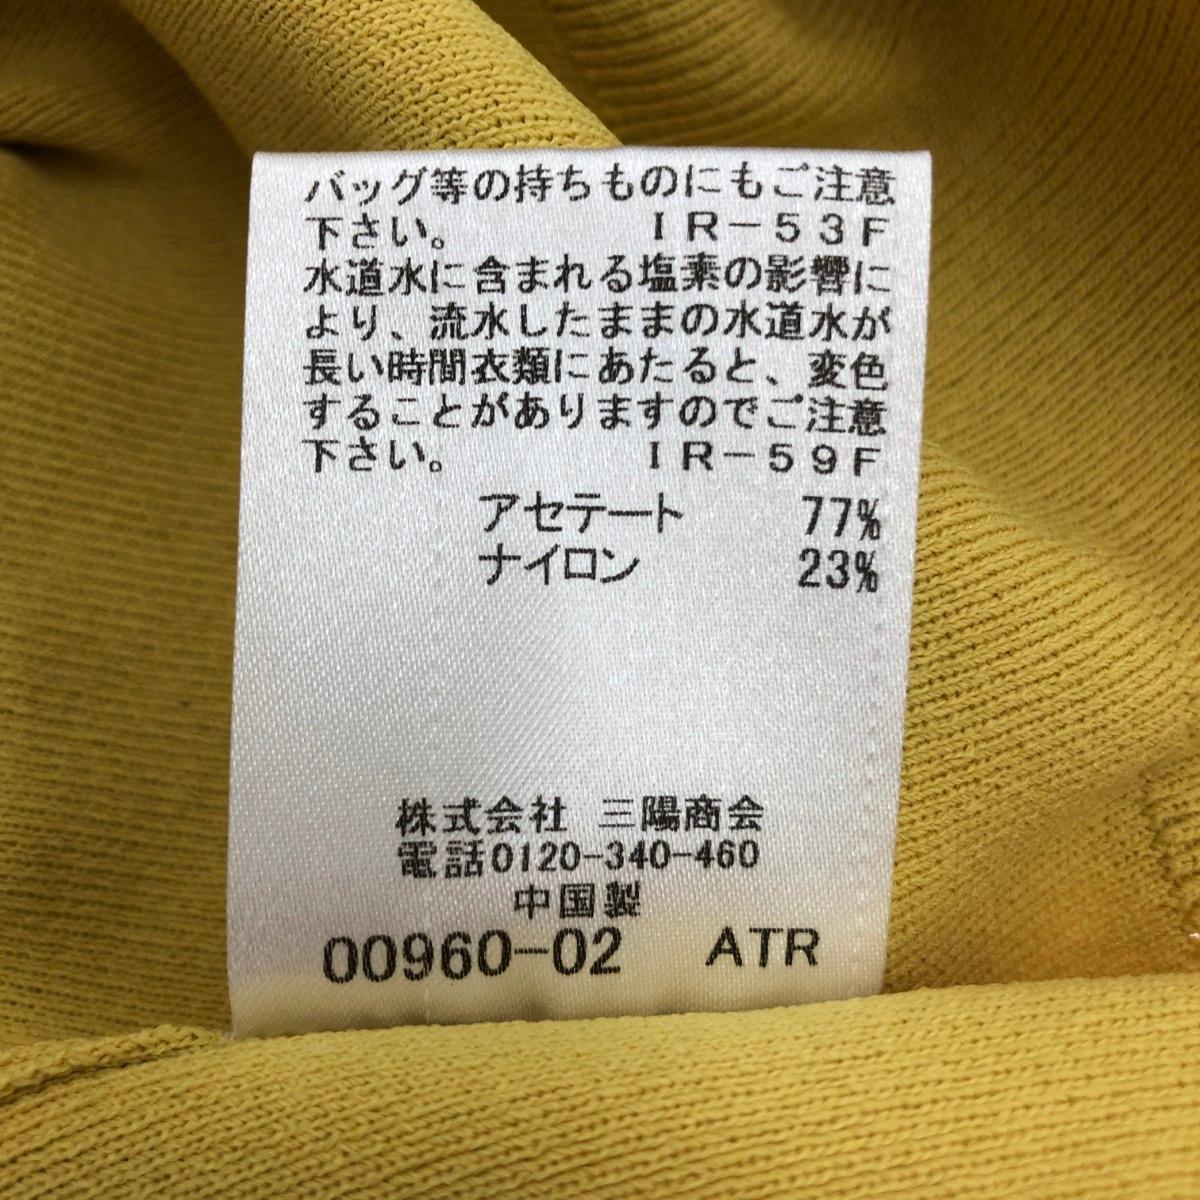 バッグ等の持ちものにもご注意
下さい。 IR-53F
水道水に含まれる塩素の影響に
より、流水したままの水道水が
長い時間衣類にあたると、変色
することがありますのでご注意
下さい。 IR-59F
アセテート 77%
ナイロン 23%
株式会社 三陽商会
電話0120-340-460
中国製
00960-02 ATR